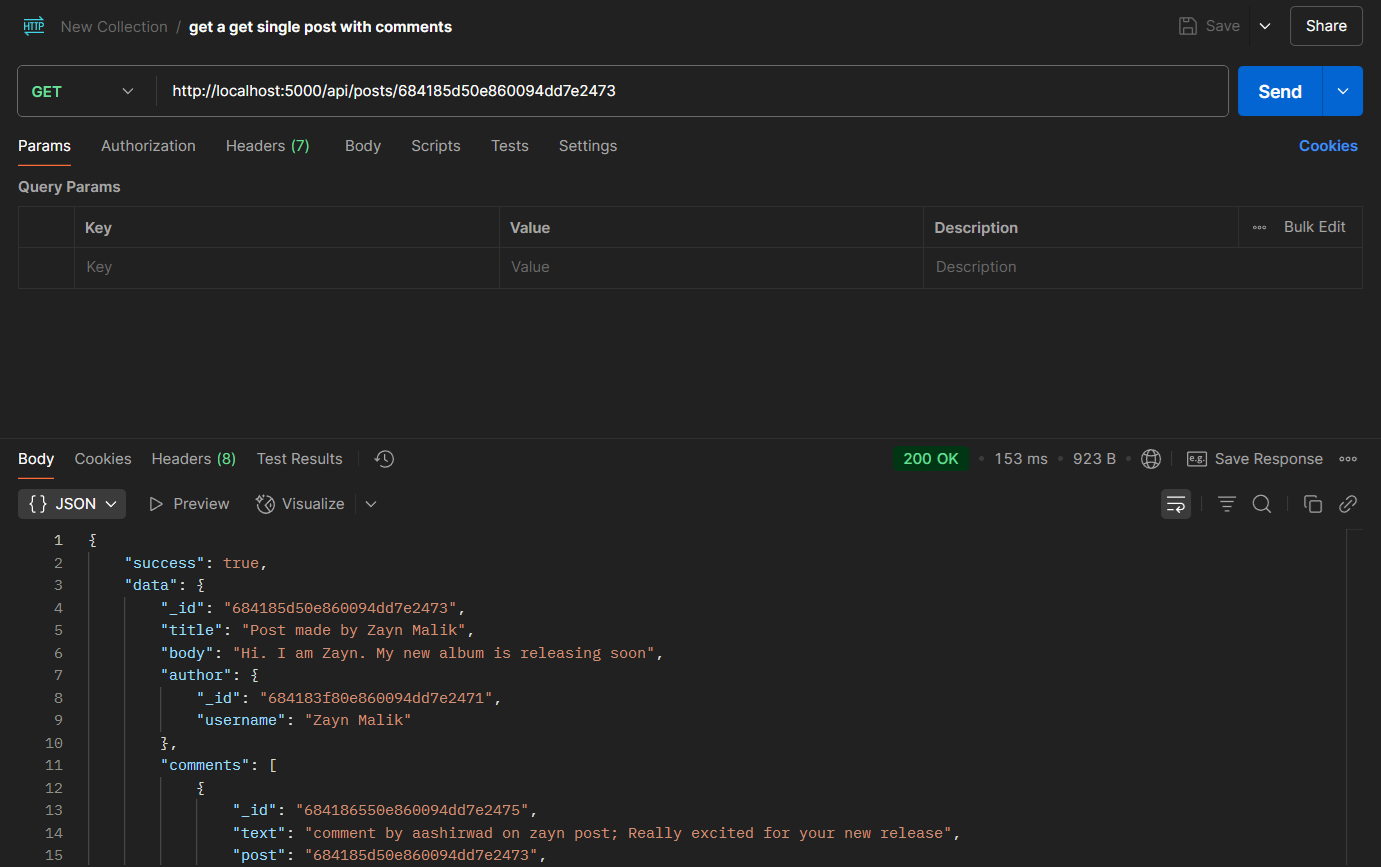 HTTP New Collection / get a get single post with comments Save Share
GET http://localhost:5000/api/posts/684185d50e860094dd7e2473 Send
Params Authorization Headers (7) Body Scripts Tests Settings Cookies
Query Params
Key Value Description Bulk Edit
Key Value Description
Body Cookies Headers (8) Test Results 200 OK 153 ms 923 B e.g. Save Response
{} JSON Preview Visualize
1 {
2 "success": true,
3 "data": {
4 "_id": "684185d50e860094dd7e2473",
5 "title": "Post made by Zayn Malik",
6 "body": "Hi. I am Zayn. My new album is releasing soon",
7 "author": {
8 "_id": "684183f80e860094dd7e2471",
9 "username": "Zayn Malik"
10 },
11 "comments": [
12 {
13 "_id": "684186550e860094dd7e2475",
14 "text": "comment by aashirwad on zayn post; Really excited for your new release",
15 "post": "684185d50e860094dd7e2473",